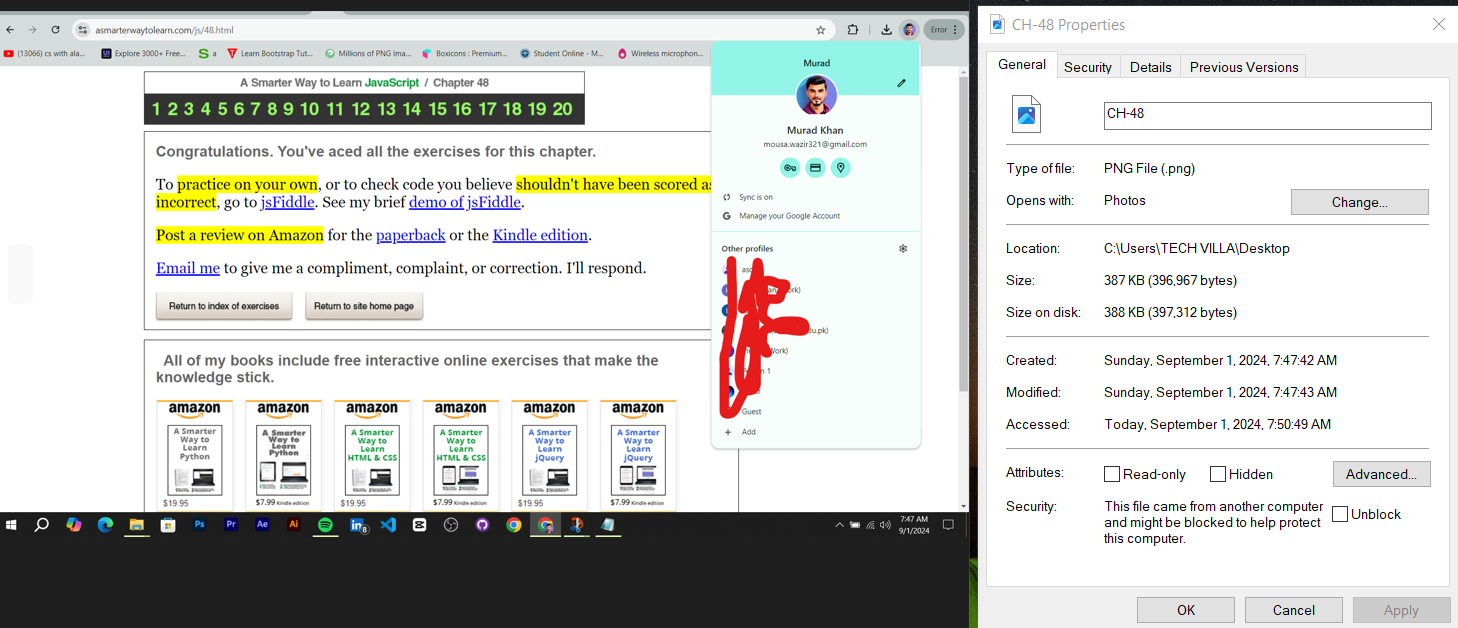 asmarterwaytolearn.com/js/48.html
Error
(13066) cs with ala...
Explore 3000+ Free...
S a
Learn Bootstrap Tut...
Millions of PNG Ima...
Boxicons : Premium...
Student Online - M...
Wireless microphon...
A Smarter Way to Learn JavaScript / Chapter 48
1 2 3 4 5 6 7 8 9 10 11 12 13 14 15 16 17 18 19 20
Congratulations. You've aced all the exercises for this chapter.
To practice on your own, or to check code you believe shouldn't have been scored as
incorrect, go to jsFiddle. See my brief demo of jsFiddle.
Post a review on Amazon for the paperback or the Kindle edition.
Email me to give me a compliment, complaint, or correction. I'll respond.
Return to index of exercises
Return to site home page
All of my books include free interactive online exercises that make the
knowledge stick.
amazon
A Smarter
Way to
Learn
Python
$19.95
amazon
A Smarter
Way to
Learn
Python
$7.99 Kindle edition
amazon
A Smarter
Way to
Learn
HTML & CSS
$19.95
amazon
A Smarter
Way to
Learn
HTML & CSS
$7.99 Kindle edition
amazon
A Smarter
Way to
Learn
jQuery
$19.95
amazon
A Smarter
Way to
Learn
jQuery
$7.99 Kindle edition
Murad
Murad Khan
mousa.wazir321@gmail.com
Sync is on
Manage your Google Account
Other profiles
Guest
Add
Ps
Pr
Ae
Ai
in
8
7:47 AM
9/1/2024
CH-48 Properties
General
Security
Details
Previous Versions
CH-48
Type of file: PNG File (.png)
Opens with: Photos
Change...
Location: C:\Users\TECH VILLA\Desktop
Size: 387 KB (396,967 bytes)
Size on disk: 388 KB (397,312 bytes)
Created: Sunday, September 1, 2024, 7:47:42 AM
Modified: Sunday, September 1, 2024, 7:47:43 AM
Accessed: Today, September 1, 2024, 7:50:49 AM
Attributes: Read-only Hidden
Advanced...
Security: This file came from another computer
and might be blocked to help protect
this computer.
Unblock
OK
Cancel
Apply